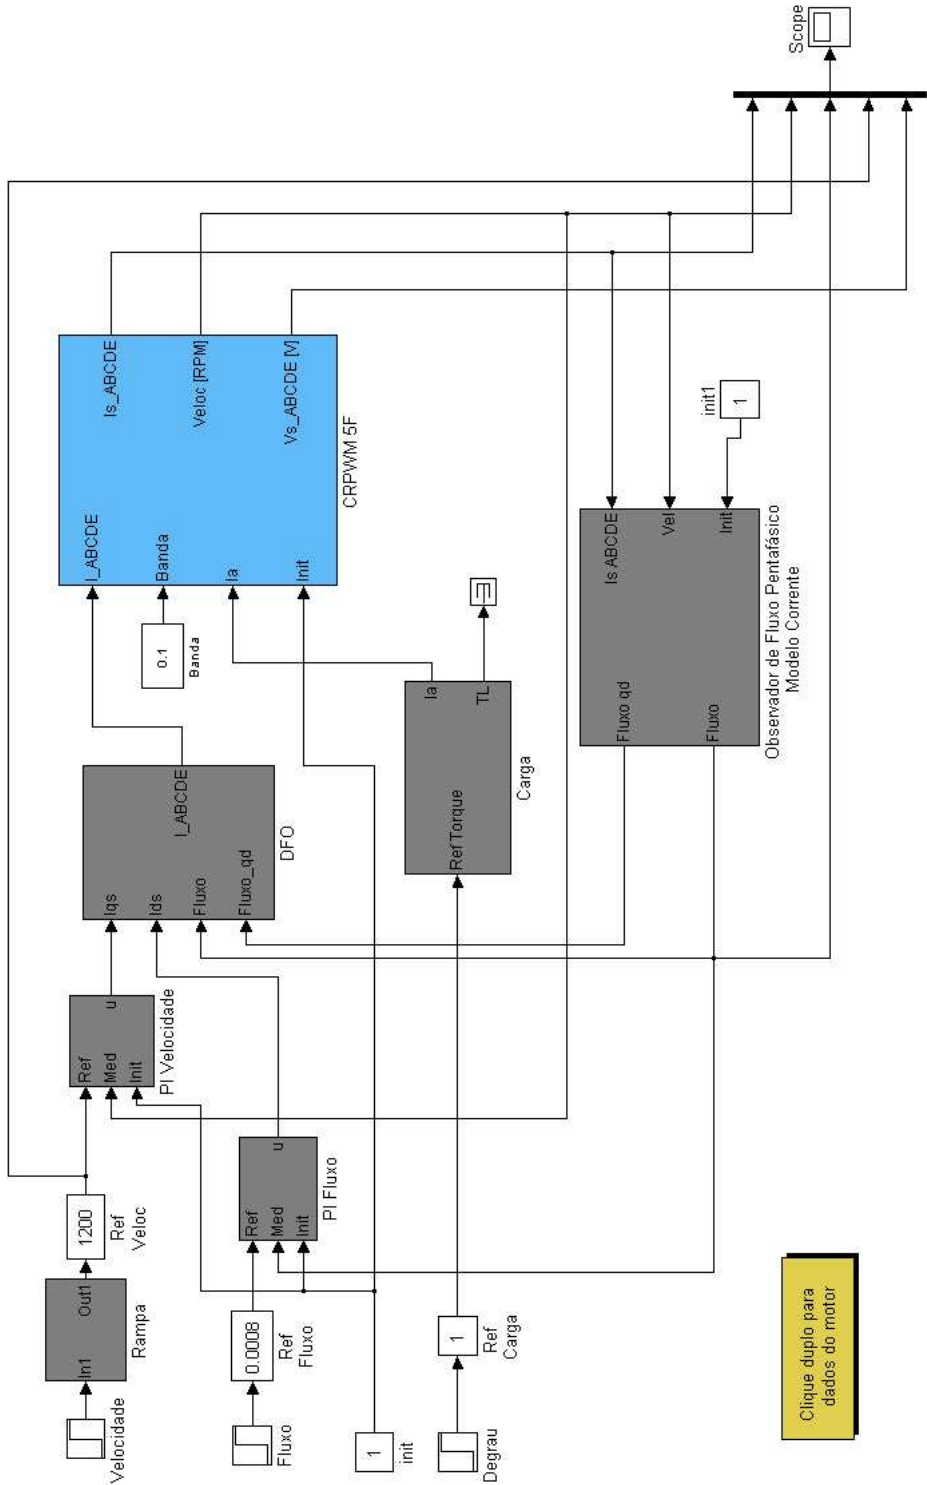 Velocidade
In1
Out1
Rampa
1200
Ref
Veloc
Ref
Med
Init
u
PI Velocidade
Iqs
Ids
Fluxo
Fluxo_qd
I_ABCDE
DFO
I_ABCDE
Banda
Ia
Init
Is_ABCDE
Veloc [RPM]
Vs_ABCDE [V]
CRPWM 5F
0.1
Banda
Scope
Fluxo
0.0008
Ref
Fluxo
Ref
Med
Init
u
PI Fluxo
1
init
Degrau
1
Ref
Carga
Ref Torque
Ia
TL
Carga
Fluxo qd
Fluxo
Is ABCDE
Vel
Init
Observador de Fluxo Pentafásico
Modelo Corrente
init1
1
Clique duplo para
dados do motor